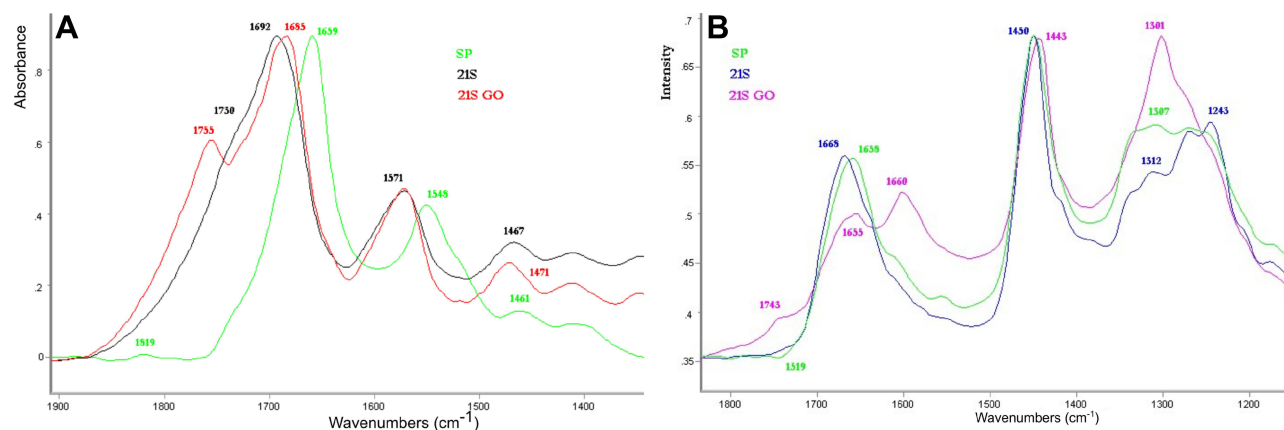 A
Absorbance
1692
1685
1659
SP
21S
21S GO
1730
1755
1571
1548
1467
1471
1461
1819
.8
.6
.4
.2
0
1900 1800 1700 1600 1500 1400
Wavenumbers (cm-1)
B
Intensity
1450
1443
1301
SP
21S
21S GO
1307
1243
1312
1668
1658
1660
1655
1743
1519
.65
.6
.55
.5
.45
.4
.35
1800 1700 1600 1500 1400 1300 1200
Wavenumbers (cm-1)